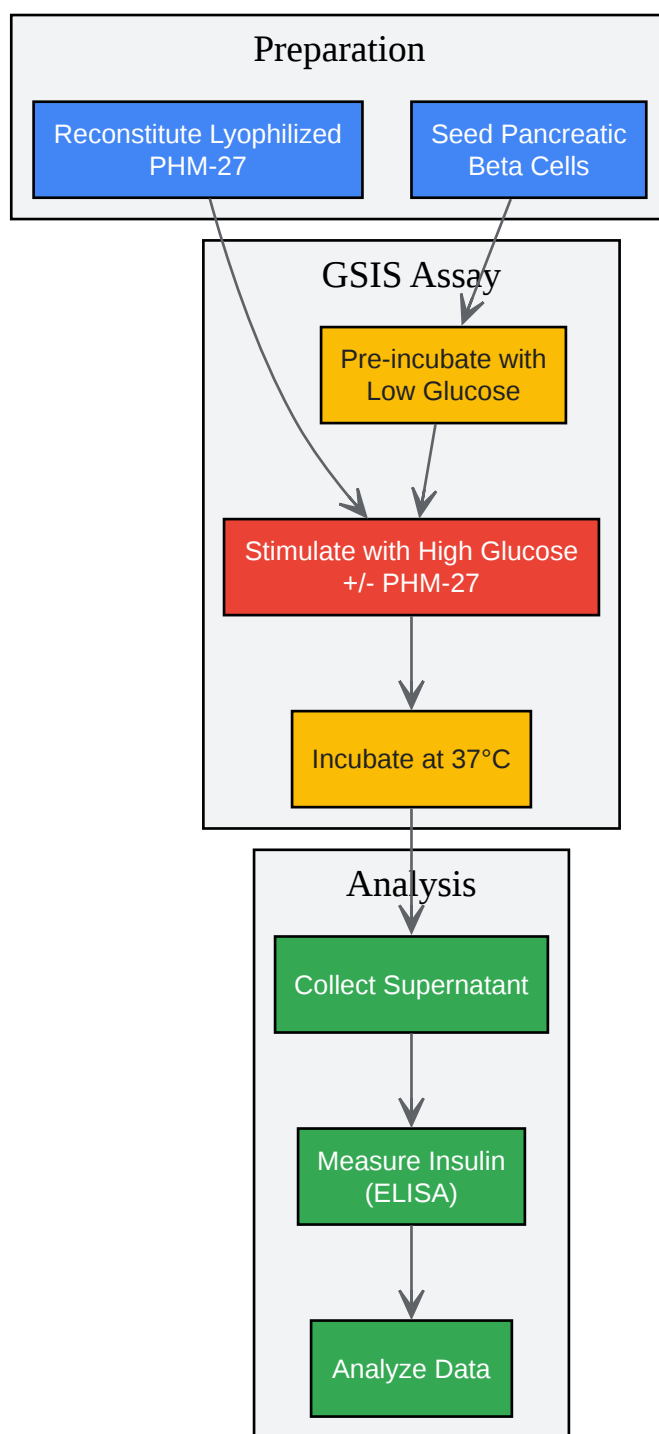 Preparation
Reconstitute Lyophilized
PHM-27
Seed Pancreatic
Beta Cells
GSIS Assay
Pre-incubate with
Low Glucose
Stimulate with High Glucose
+/- PHM-27
Incubate at 37°C
Analysis
Collect Supernatant
Measure Insulin
(ELISA)
Analyze Data